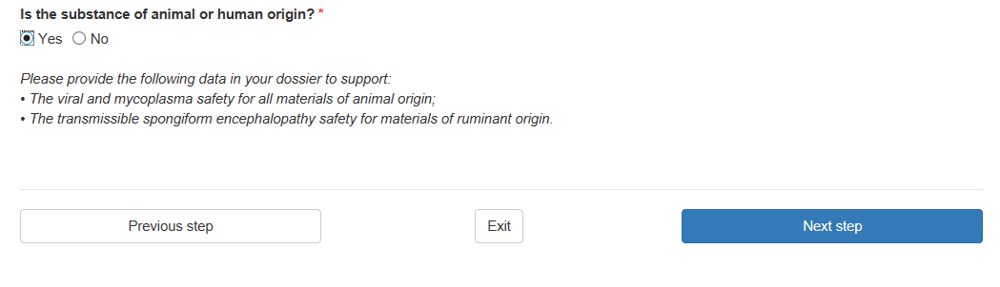 Is the substance of animal or human origin? *
Yes No
Please provide the following data in your dossier to support:
• The viral and mycoplasma safety for all materials of animal origin;
• The transmissible spongiform encephalopathy safety for materials of ruminant origin.
Previous step Exit Next step